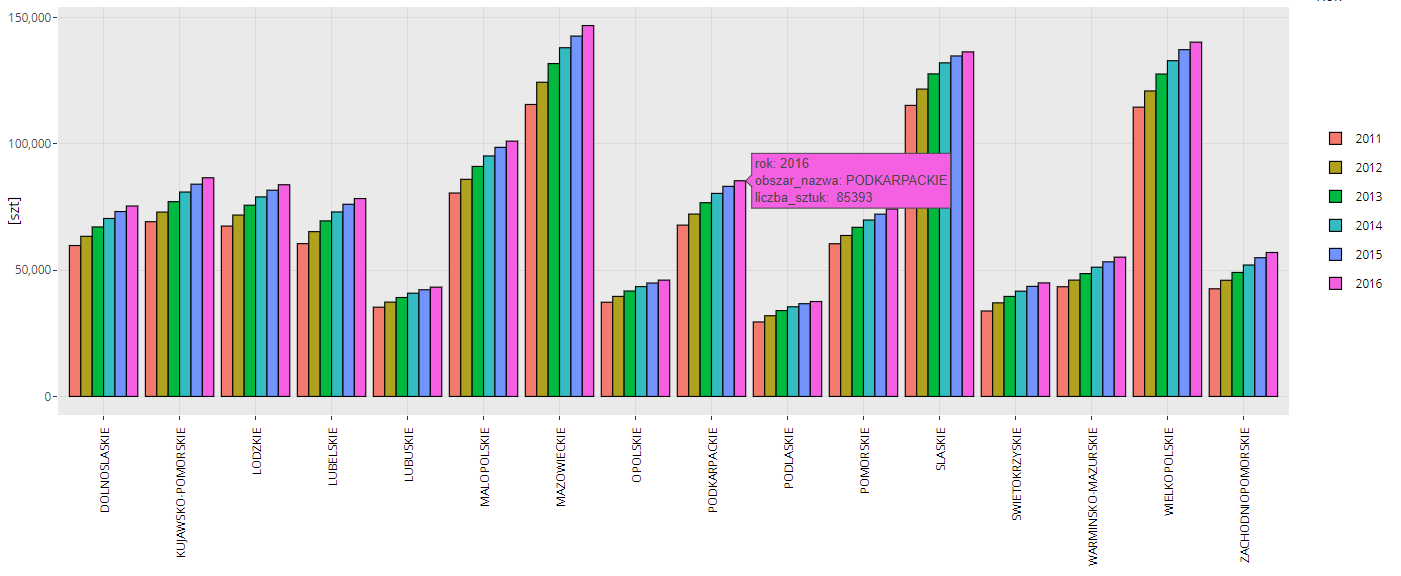 150,000
100,000
50,000
0
[szt]
rok: 2016
obszar_nazwa: PODKARPACKIE
liczba_sztuk: 85393
2011
2012
2013
2014
2015
2016
DOLNOSLASKIE
KUJAWSKO-POMORSKIE
LODZKIE
LUBELSKIE
LUBUSKIE
MALOPOLSKIE
MAZOWIECKIE
OPOLSKIE
PODKARPACKIE
PODLASKIE
POMORSKIE
SLASKIE
SWIETOKRZYSKIE
WARMINSKO-MAZURSKIE
WIELKOPOLSKIE
ZACHODNIOPOMORSKIE